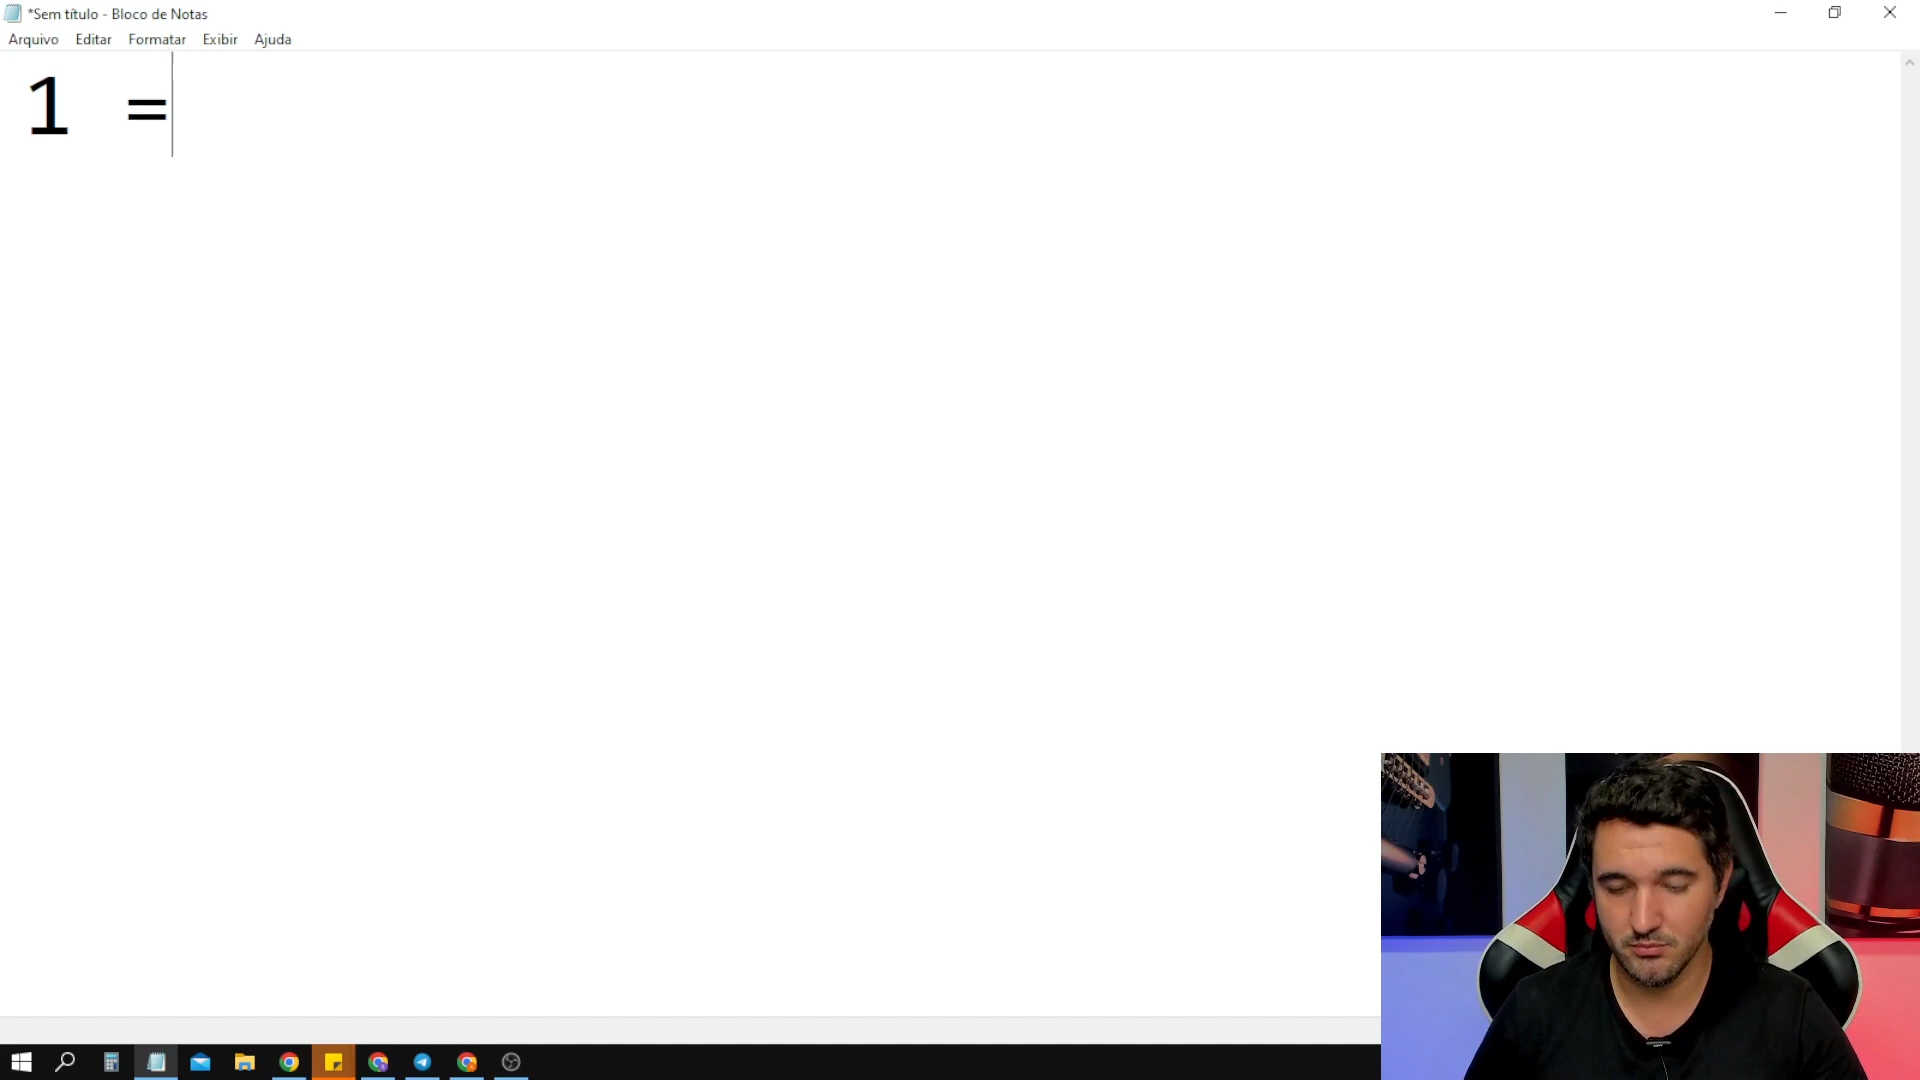 *Sem título - Bloco de Notas
Arquivo Editar Formatar Exibir Ajuda
1 =